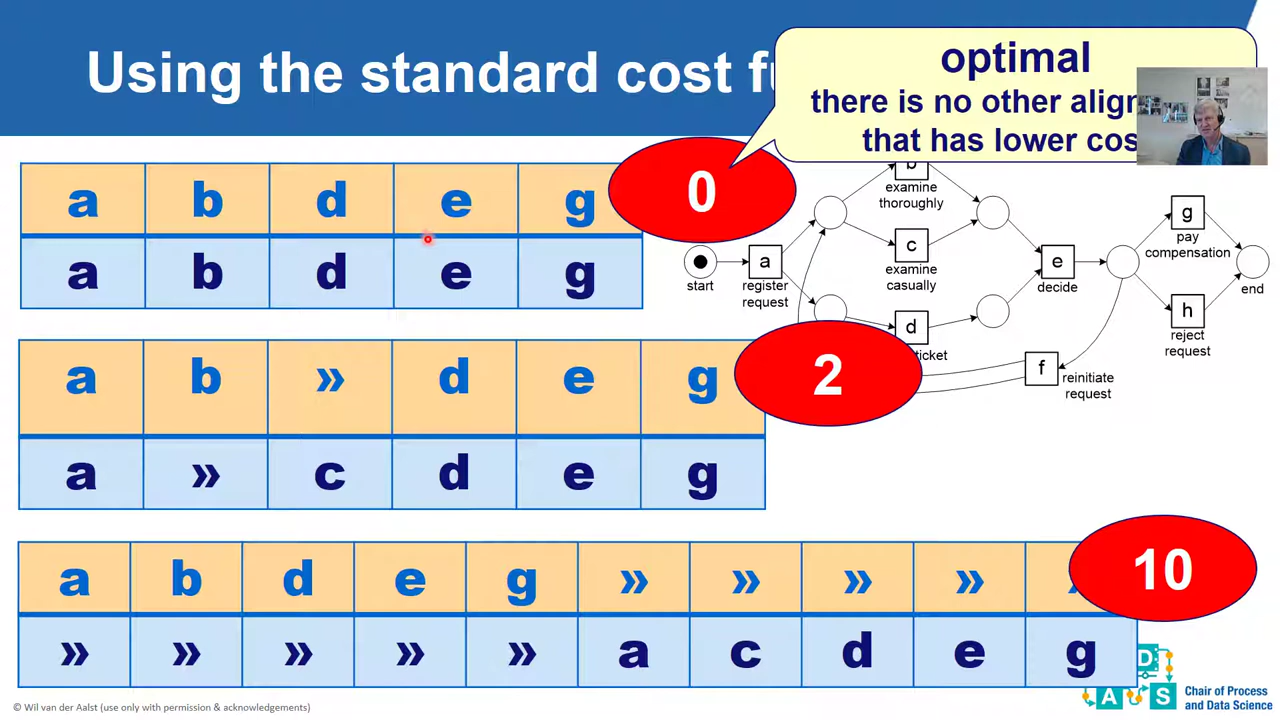 Using the standard cost fu
optimal
there is no other align
that has lower cos
a b d e g
0
a b d e g
a b » d e g
2
a » c d e g
a b d e g » » » »
10
» » » » » a c d e g
b
examine
thoroughly
start
a
register
request
c
examine
casually
d
ticket
e
decide
f
reinitiate
request
g
pay
compensation
h
reject
request
end
D
A S
Chair of Process
and Data Science
© Wil van der Aalst (use only with permission & acknowledgements)